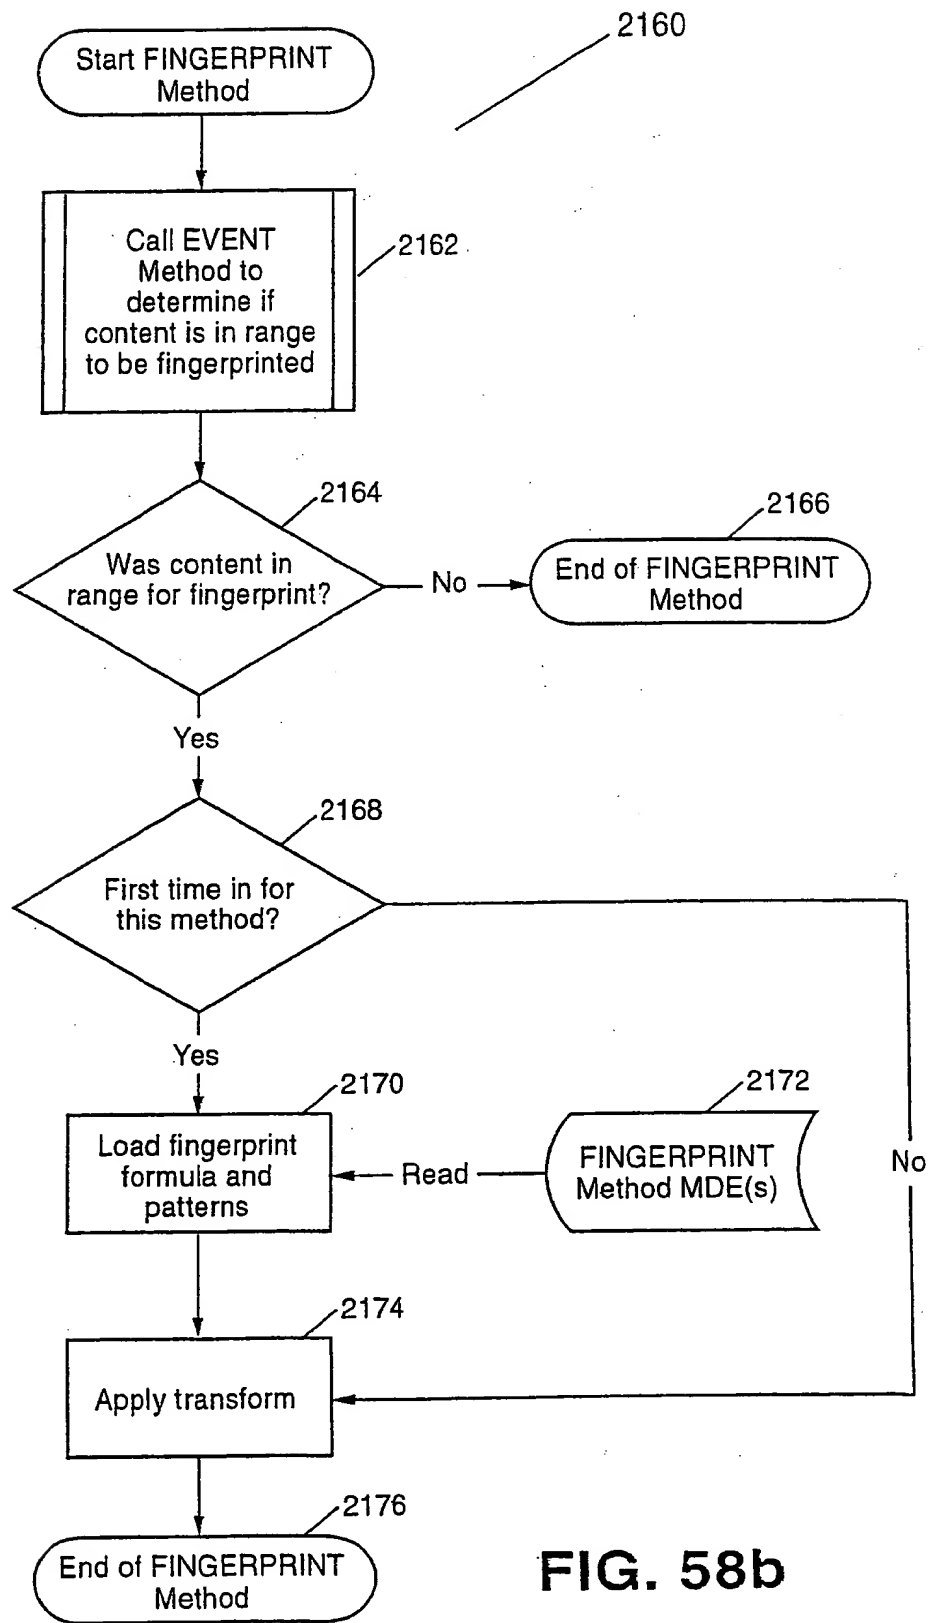 2160
Start FINGERPRINT
Method
Call EVENT
Method to
determine if
content is in range
to be fingerprinted
2162
2164
Was content in
range for fingerprint?
No
2166
End of FINGERPRINT
Method
Yes
2168
First time in for
this method?
Yes
No
2170
Load fingerprint
formula and
patterns
Read
2172
FINGERPRINT
Method MDE(s)
2174
Apply transform
2176
End of FINGERPRINT
Method
FIG. 58b